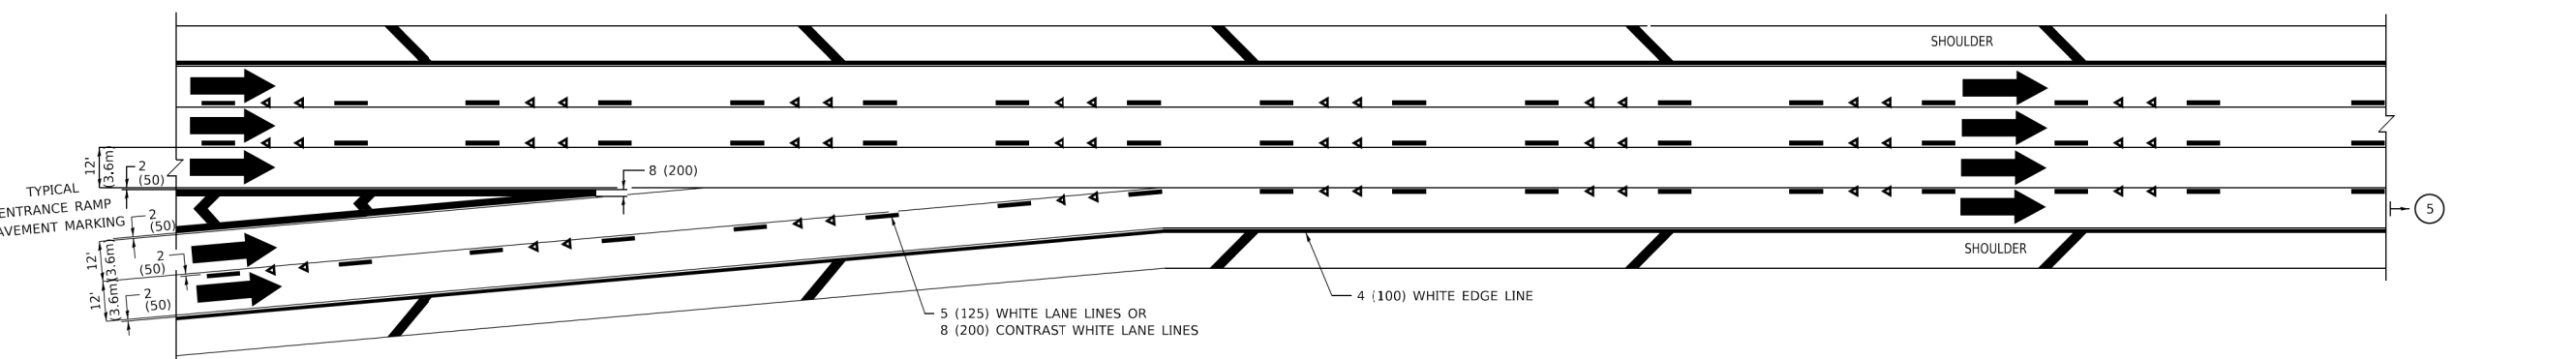 SHOULDER
12'
(3.6m)
2
(50)
8 (200)
TYPICAL
ENTRANCE RAMP
AVEMENT MARKING
2
(50)
5
12'
(3.6m)
2
(50)
SHOULDER
12'
(3.6m)
2
(50)
4 (100) WHITE EDGE LINE
5 (125) WHITE LANE LINES OR
8 (200) CONTRAST WHITE LANE LINES